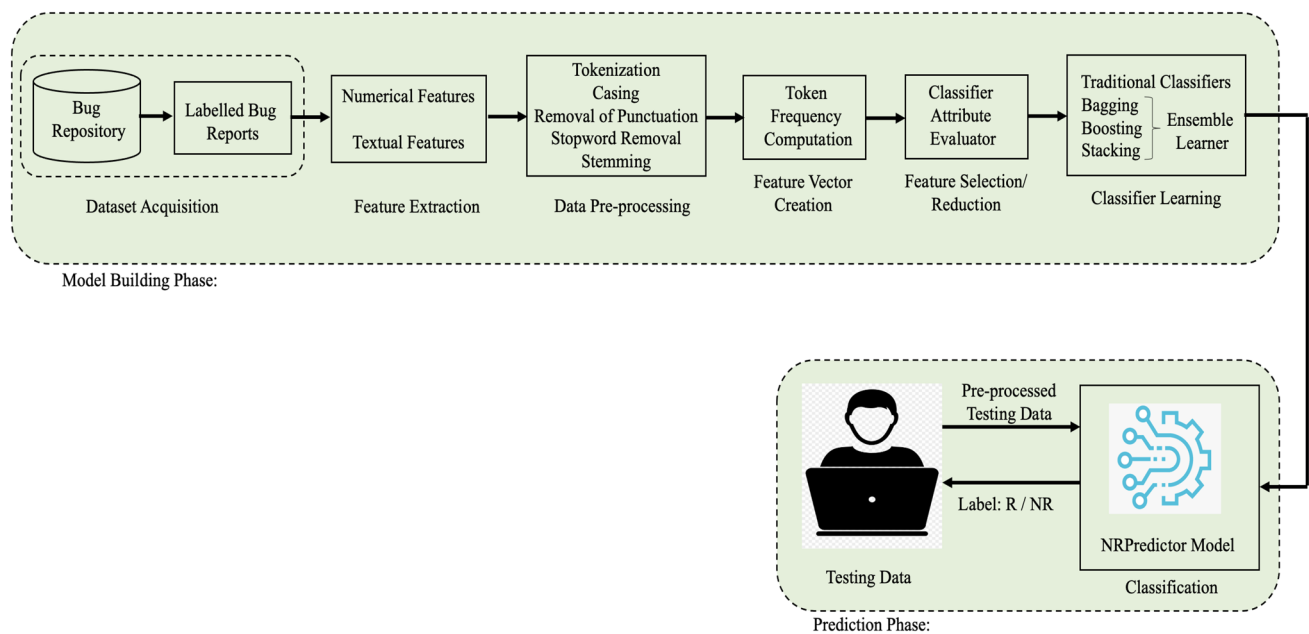 Bug
Repository
Labelled Bug
Reports
Dataset Acquisition
Numerical Features
Textual Features
Feature Extraction
Tokenization
Casing
Removal of Punctuation
Stopword Removal
Stemming
Data Pre-processing
Token
Frequency
Computation
Feature Vector
Creation
Classifier
Attribute
Evaluator
Feature Selection/
Reduction
Traditional Classifiers
Bagging
Boosting
Stacking
Ensemble
Learner
Classifier Learning
Model Building Phase:
Pre-processed
Testing Data
Label: R / NR
Testing Data
NRPredictor Model
Classification
Prediction Phase: